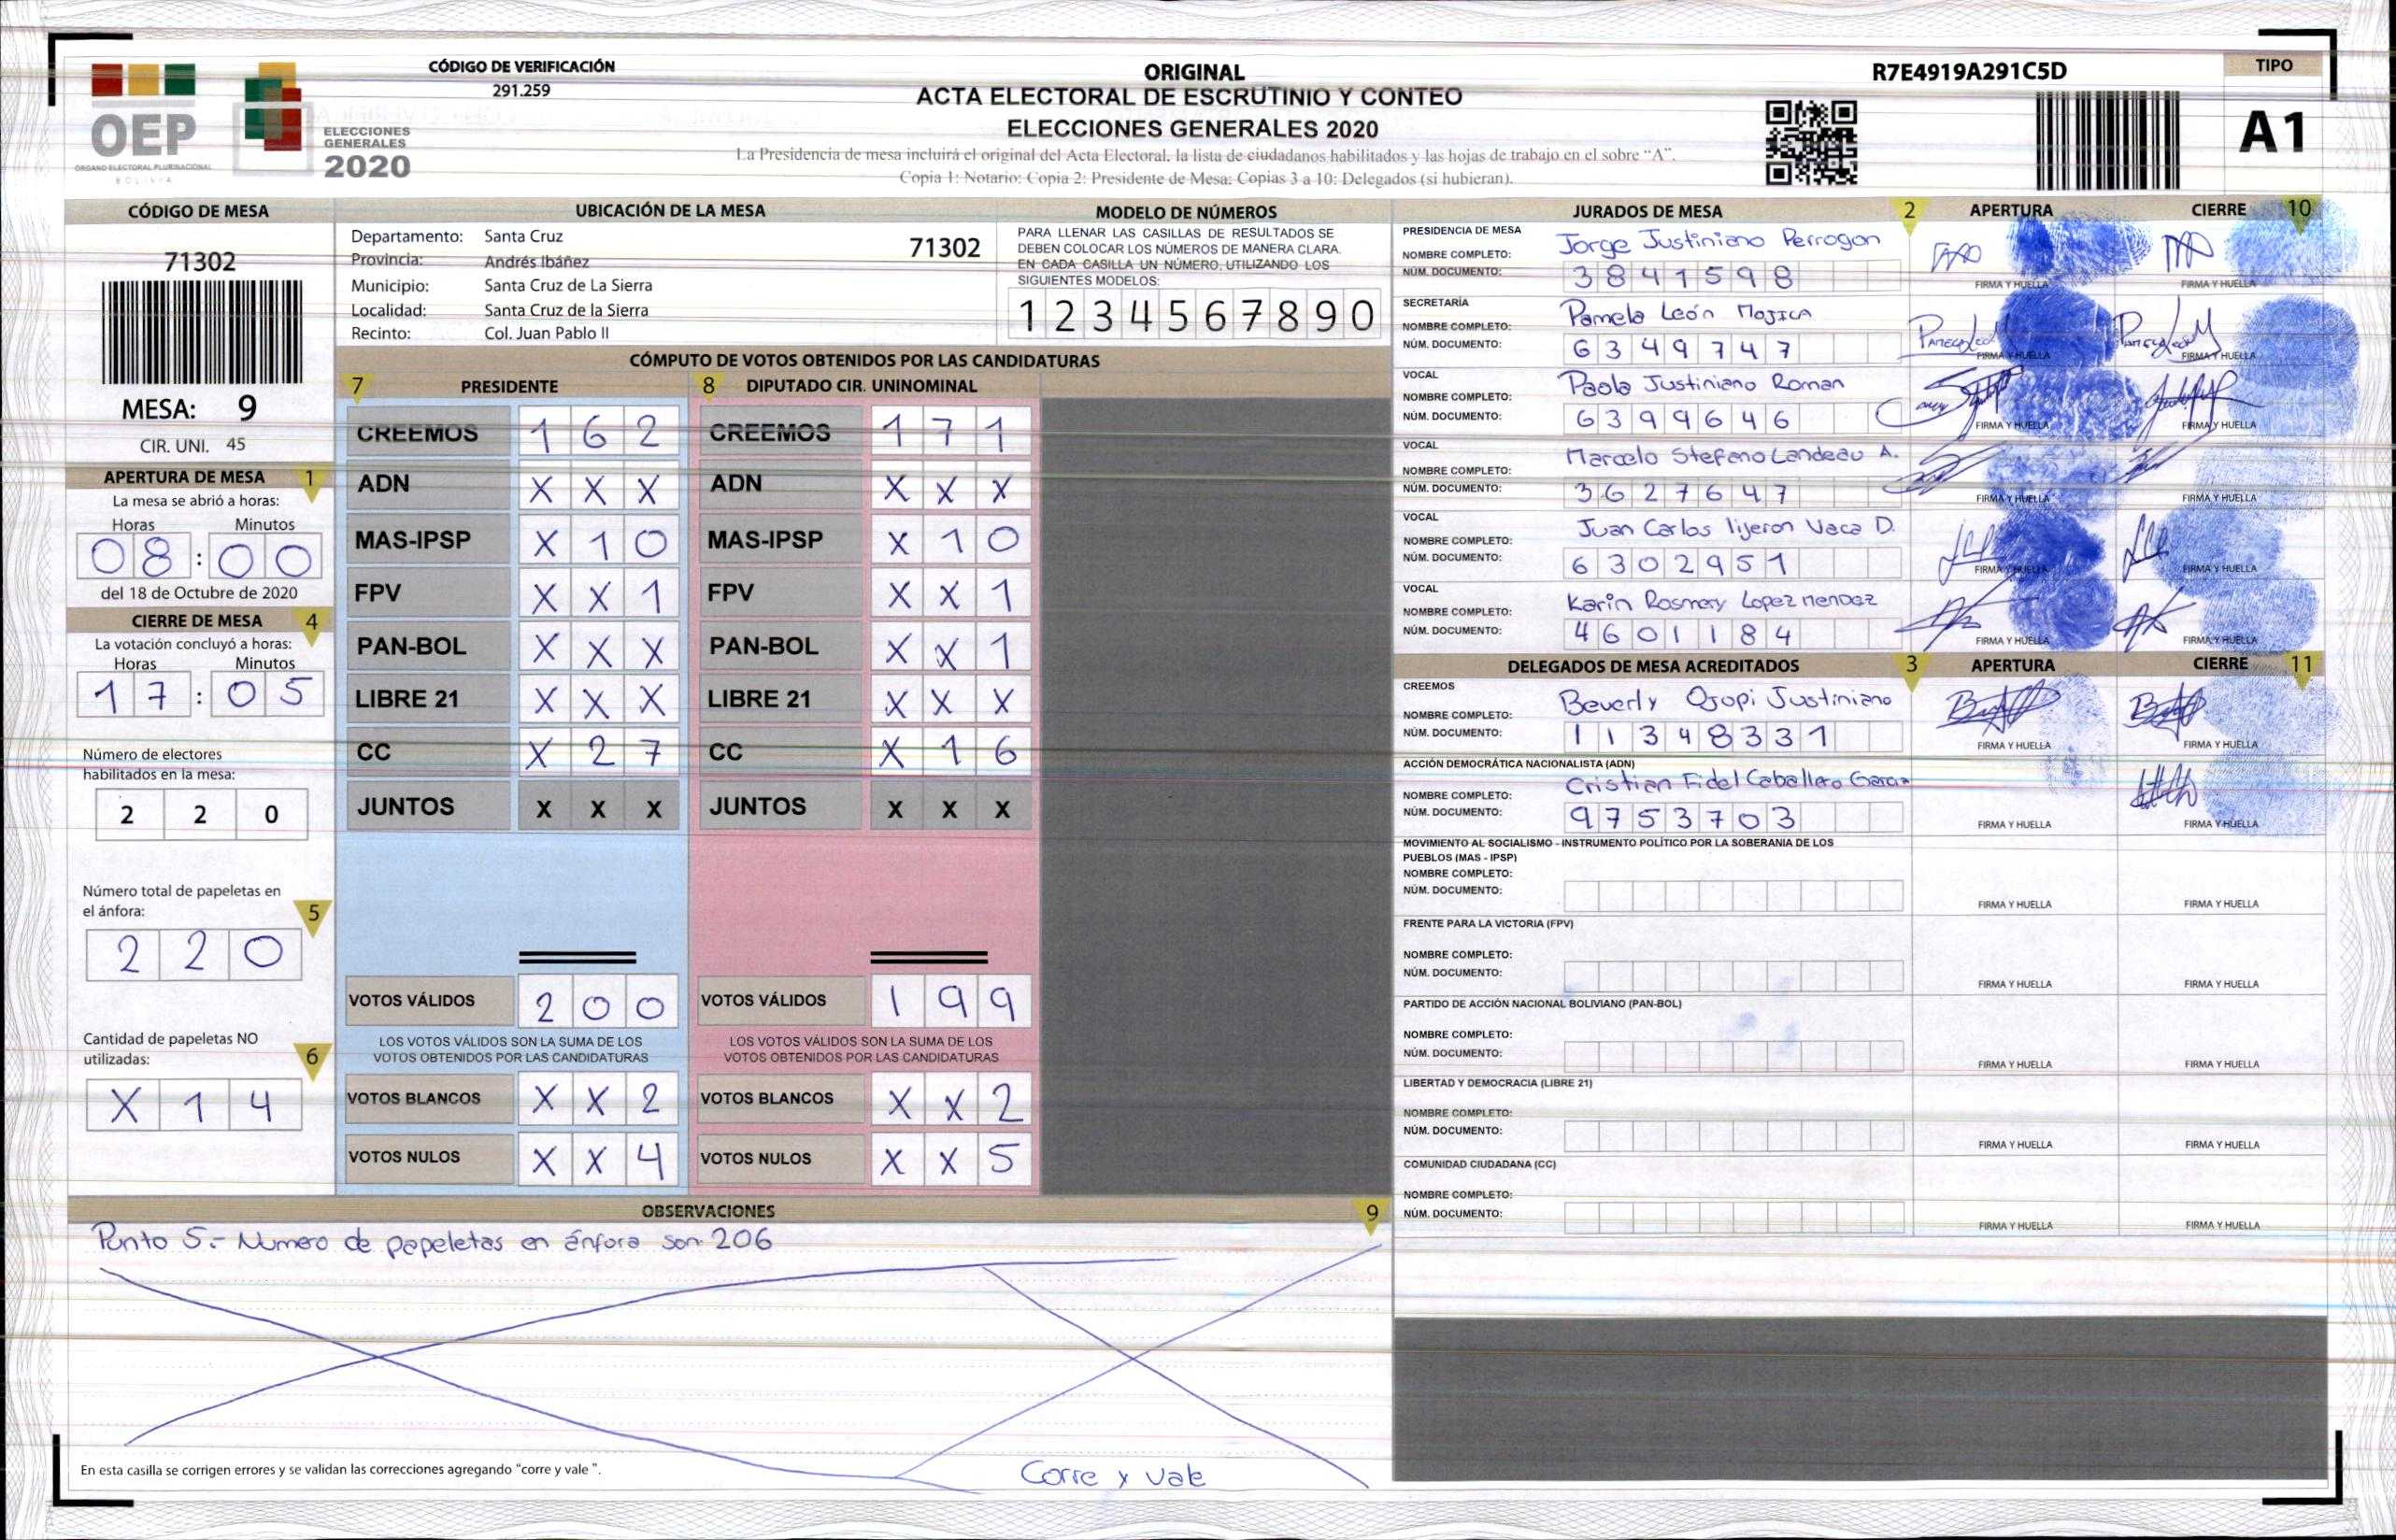 CÓDIGO DE VERIFICACIÓN
291.259
OEP
ÓRGANO ELECTORAL PLURINACIONAL
BOLIVIA
ELECCIONES
GENERALES
2020
ORIGINAL
ACTA ELECTORAL DE ESCRUTINIO Y CONTEO
ELECCIONES GENERALES 2020
La Presidencia de mesa incluirá el original del Acta Electoral, la lista de ciudadanos habilitados y las hojas de trabajo en el sobre "A".
Copia 1: Notario; Copia 2: Presidente de Mesa; Copias 3 a 10: Delegados (si hubieran).
R7E4919A291C5D
TIPO
A1
CÓDIGO DE MESA
71302
MESA: 9
CIR. UNI. 45
APERTURA DE MESA 1
La mesa se abrió a horas:
Horas Minutos
08:00
del 18 de Octubre de 2020
CIERRE DE MESA 4
La votación concluyó a horas:
Horas Minutos
17:05
Número de electores
habilitados en la mesa:
2 2 0
Número total de papeletas en
el ánfora: 5
2 2 0
Cantidad de papeletas NO
utilizadas: 6
X 1 4
UBICACIÓN DE LA MESA
Departamento: Santa Cruz
71302
Provincia: Andrés Ibáñez
Municipio: Santa Cruz de La Sierra
Localidad: Santa Cruz de la Sierra
Recinto: Col. Juan Pablo II
MODELO DE NÚMEROS
PARA LLENAR LAS CASILLAS DE RESULTADOS SE
DEBEN COLOCAR LOS NÚMEROS DE MANERA CLARA.
EN CADA CASILLA UN NÚMERO, UTILIZANDO LOS
SIGUIENTES MODELOS:
1 2 3 4 5 6 7 8 9 0
CÓMPUTO DE VOTOS OBTENIDOS POR LAS CANDIDATURAS
7 PRESIDENTE 8 DIPUTADO CIR. UNINOMINAL
CREEMOS 1 6 2 CREEMOS 1 7 1
ADN X X X ADN X X X
MAS-IPSP X 1 0 MAS-IPSP X 1 0
FPV X X 1 FPV X X 1
PAN-BOL X X X PAN-BOL X X 1
LIBRE 21 X X X LIBRE 21 X X X
CC X 2 7 CC X 1 6
JUNTOS X X X JUNTOS X X X
VOTOS VÁLIDOS 2 0 0 VOTOS VÁLIDOS 1 9 9
LOS VOTOS VÁLIDOS SON LA SUMA DE LOS LOS VOTOS VÁLIDOS SON LA SUMA DE LOS
VOTOS OBTENIDOS POR LAS CANDIDATURAS VOTOS OBTENIDOS POR LAS CANDIDATURAS
VOTOS BLANCOS X X 2 VOTOS BLANCOS X X 2
VOTOS NULOS X X 4 VOTOS NULOS X X 5
OBSERVACIONES 9
Punto 5.- Numero de papeletas en ánfora son 206
Corre y vale
En esta casilla se corrigen errores y se validan las correcciones agregando "corre y vale".
JURADOS DE MESA 2 APERTURA CIERRE 10
PRESIDENCIA DE MESA
NOMBRE COMPLETO: Jorge Justiniano Perrogon
NÚM. DOCUMENTO: 3841598 FIRMA Y HUELLA FIRMA Y HUELLA
SECRETARÍA
NOMBRE COMPLETO: Pamela León Mojica
NÚM. DOCUMENTO: 6349747 FIRMA Y HUELLA FIRMA Y HUELLA
VOCAL
NOMBRE COMPLETO: Paola Justiniano Roman
NÚM. DOCUMENTO: 6399646 FIRMA Y HUELLA FIRMA Y HUELLA
VOCAL
NOMBRE COMPLETO: Marcelo Stefano Landeau A.
NÚM. DOCUMENTO: 3627647 FIRMA Y HUELLA FIRMA Y HUELLA
VOCAL
NOMBRE COMPLETO: Juan Carlos lijeron Vaca D.
NÚM. DOCUMENTO: 6302951 FIRMA Y HUELLA FIRMA Y HUELLA
VOCAL
NOMBRE COMPLETO: Karin Rosmery Lopez Mendez
NÚM. DOCUMENTO: 4601184 FIRMA Y HUELLA FIRMA Y HUELLA
DELEGADOS DE MESA ACREDITADOS 3 APERTURA CIERRE 11
CREEMOS
NOMBRE COMPLETO: Beverly Osopi Justiniano
NÚM. DOCUMENTO: 11348331 FIRMA Y HUELLA FIRMA Y HUELLA
ACCIÓN DEMOCRÁTICA NACIONALISTA (ADN)
NOMBRE COMPLETO: Cristian Fidel Caballero Garcia
NÚM. DOCUMENTO: 9753703 FIRMA Y HUELLA FIRMA Y HUELLA
MOVIMIENTO AL SOCIALISMO - INSTRUMENTO POLÍTICO POR LA SOBERANIA DE LOS
PUEBLOS (MAS - IPSP)
NOMBRE COMPLETO:
NÚM. DOCUMENTO: FIRMA Y HUELLA FIRMA Y HUELLA
FRENTE PARA LA VICTORIA (FPV)
NOMBRE COMPLETO:
NÚM. DOCUMENTO: FIRMA Y HUELLA FIRMA Y HUELLA
PARTIDO DE ACCIÓN NACIONAL BOLIVIANO (PAN-BOL)
NOMBRE COMPLETO:
NÚM. DOCUMENTO: FIRMA Y HUELLA FIRMA Y HUELLA
LIBERTAD Y DEMOCRACIA (LIBRE 21)
NOMBRE COMPLETO:
NÚM. DOCUMENTO: FIRMA Y HUELLA FIRMA Y HUELLA
COMUNIDAD CIUDADANA (CC)
NOMBRE COMPLETO:
NÚM. DOCUMENTO: FIRMA Y HUELLA FIRMA Y HUELLA